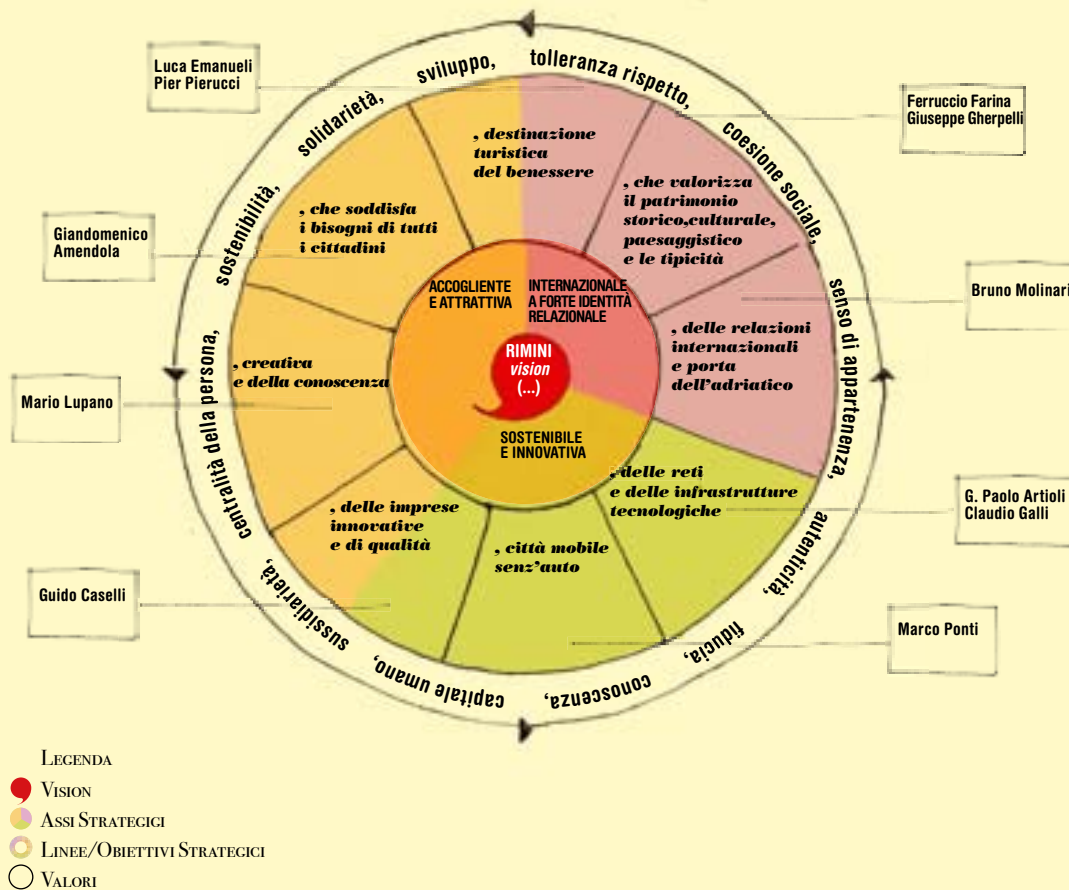 Luca Emanueli
Pier Pierucci
Ferruccio Farina
Giuseppe Gherpelli
Giandomenico
Amendola
Bruno Molinari
Mario Lupano
G. Paolo Artioli
Claudio Galli
Guido Caselli
Marco Ponti
sviluppo,
tolleranza rispetto,
coesione sociale,
senso di appartenenza,
autenticità,
fiducia,
conoscenza,
capitale umano,
sussidiarietà,
centralità della persona,
sostenibilità,
solidarietà,
, destinazione
turistica
del benessere
, che valorizza
il patrimonio
storico,culturale,
paesaggistico
e le tipicità
, delle relazioni
internazionali
e porta
dell'adriatico
, delle reti
e delle infrastrutture
tecnologiche
, città mobile
senz'auto
, delle imprese
innovative
e di qualità
, creativa
e della conoscenza
, che soddisfa
i bisogni di tutti
i cittadini
ACCOGLIENTE
E ATTRATTIVA
INTERNAZIONALE
A FORTE IDENTITÀ
RELAZIONALE
RIMINI
vision
(...)
SOSTENIBILE
E INNOVATIVA
LEGENDA
VISION
ASSI STRATEGIGI
LINEE/OBIETTIVI STRATEGICI
VALORI